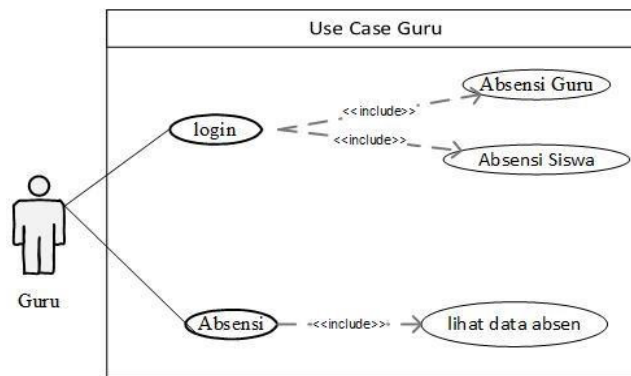 Use Case Guru
Absensi Guru
<<include>>
login
<<include>>
Absensi Siswa
Guru
Absensi
<<include>>
lihat data absen